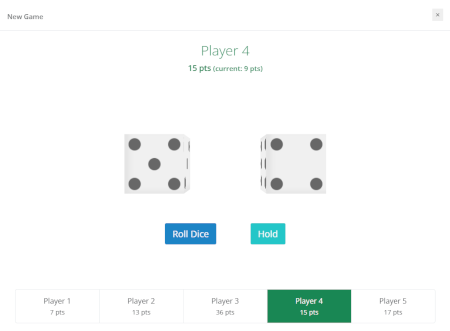 New Game
×
Player 4
15 pts (current: 9 pts)
Roll Dice
Hold
Player 1
7 pts
Player 2
13 pts
Player 3
36 pts
Player 4
15 pts
Player 5
17 pts